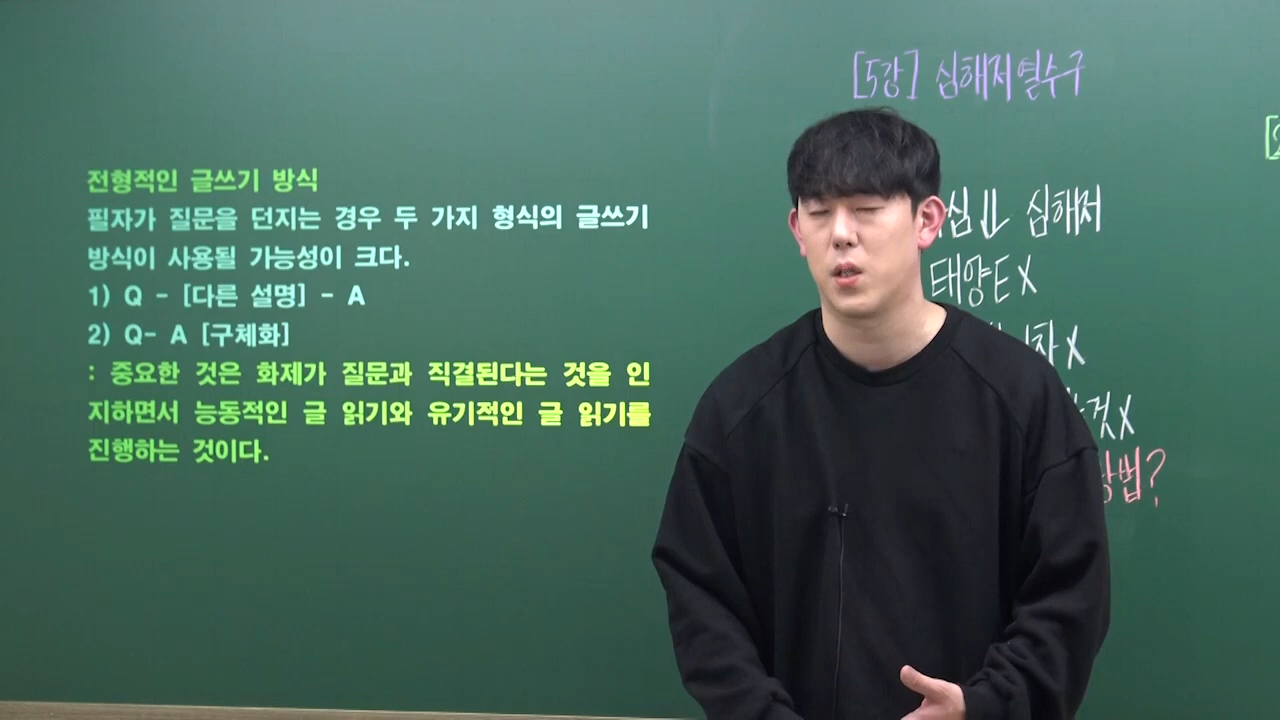 전형적인 글쓰기 방식
필자가 질문을 던지는 경우 두 가지 형식의 글쓰기
방식이 사용될 가능성이 크다.
1) Q - [다른 설명] - A
2) Q- A [구체화]
: 중요한 것은 화제가 질문과 직결된다는 것을 인
지하면서 능동적인 글 읽기와 유기적인 글 읽기를
진행하는 것이다.
[5강] 심해저열수구
심해저
태양E X
X
것X
방법?